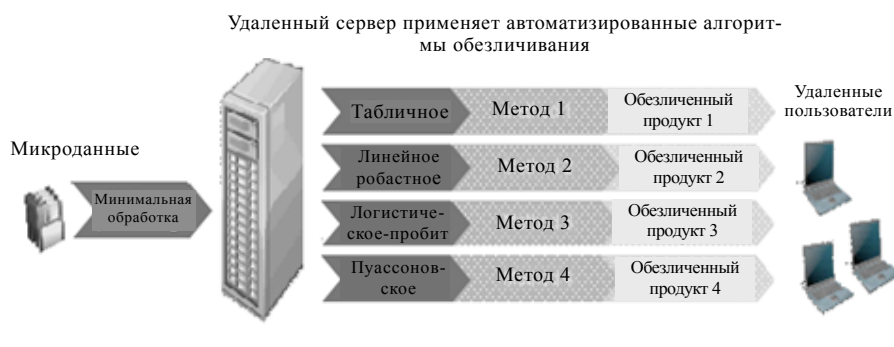 Удаленный сервер применяет автоматизированные алгорит-
мы обезличивания
Микроданные
Минимальная
обработка
Табличное
Метод 1
Обезличенный
продукт 1
Линейное
робастное
Метод 2
Обезличенный
продукт 2
Логистиче-
ское-пробит
Метод 3
Обезличенный
продукт 3
Пуассонов-
ское
Метод 4
Обезличенный
продукт 4
Удаленные
пользователи